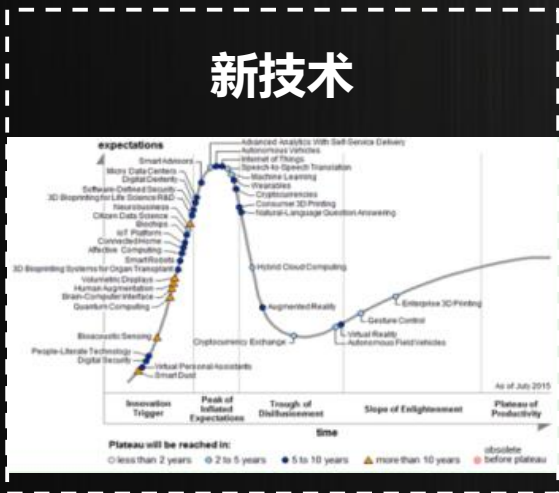 新技术
expectations
Advanced Analytics With Self-Service Delivery
Autonomous Vehicles
Internet of Things
Speech-to-Speech Translation
Machine Learning
Wearables
Cryptocurrencies
Consumer 3D Printing
Natural-Language Question Answering
Smart Advisors
Micro Data Centers
Digital Dexterity
Software-Defined Security
3D Bioprinting for Life Science R&D
Neurobusiness
Citizen Data Science
Biochips
IoT Platform
Connected Home
Affective Computing
Smart Robots
3D Bioprinting Systems for Organ Transplant
Volumetric Displays
Human Augmentation
Brain-Computer Interface
Quantum Computing
Bioacoustic Sensing
People-Literate Technology
Digital Security
Virtual Personal Assistants
Smart Dust
Hybrid Cloud Computing
Augmented Reality
Cryptocurrency Exchange
Enterprise 3D Printing
Gesture Control
Virtual Reality
Autonomous Field Vehicles
As of July 2015
Innovation
Trigger
Peak of
Inflated
Expectations
Trough of
Disillusionment
Slope of Enlightenment
Plateau of
Productivity
time
Plateau will be reached in:
less than 2 years
2 to 5 years
5 to 10 years
more than 10 years
obsolete
before plateau